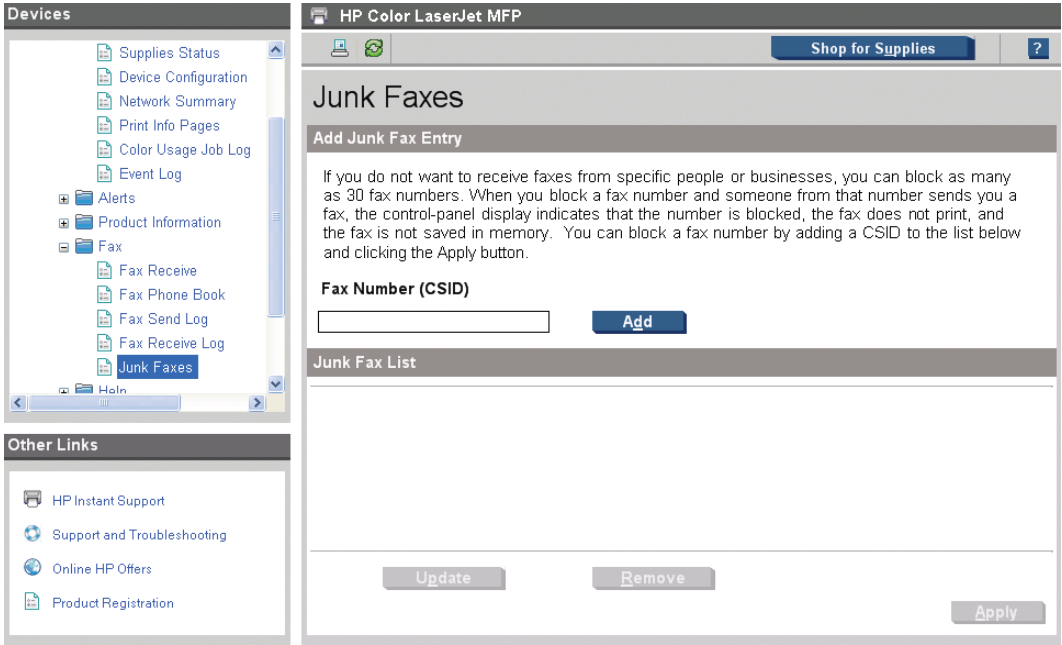 Devices
Supplies Status
Device Configuration
Network Summary
Print Info Pages
Color Usage Job Log
Event Log
Alerts
Product Information
Fax
Fax Receive
Fax Phone Book
Fax Send Log
Fax Receive Log
Junk Faxes
Help
Other Links
HP Instant Support
Support and Troubleshooting
Online HP Offers
Product Registration
HP Color LaserJet MFP
Shop for Supplies
?
Junk Faxes
Add Junk Fax Entry
If you do not want to receive faxes from specific people or businesses, you can block as many
as 30 fax numbers. When you block a fax number and someone from that number sends you a
fax, the control-panel display indicates that the number is blocked, the fax does not print, and
the fax is not saved in memory. You can block a fax number by adding a CSID to the list below
and clicking the Apply button.
Fax Number (CSID)
Add
Junk Fax List
Update
Remove
Apply